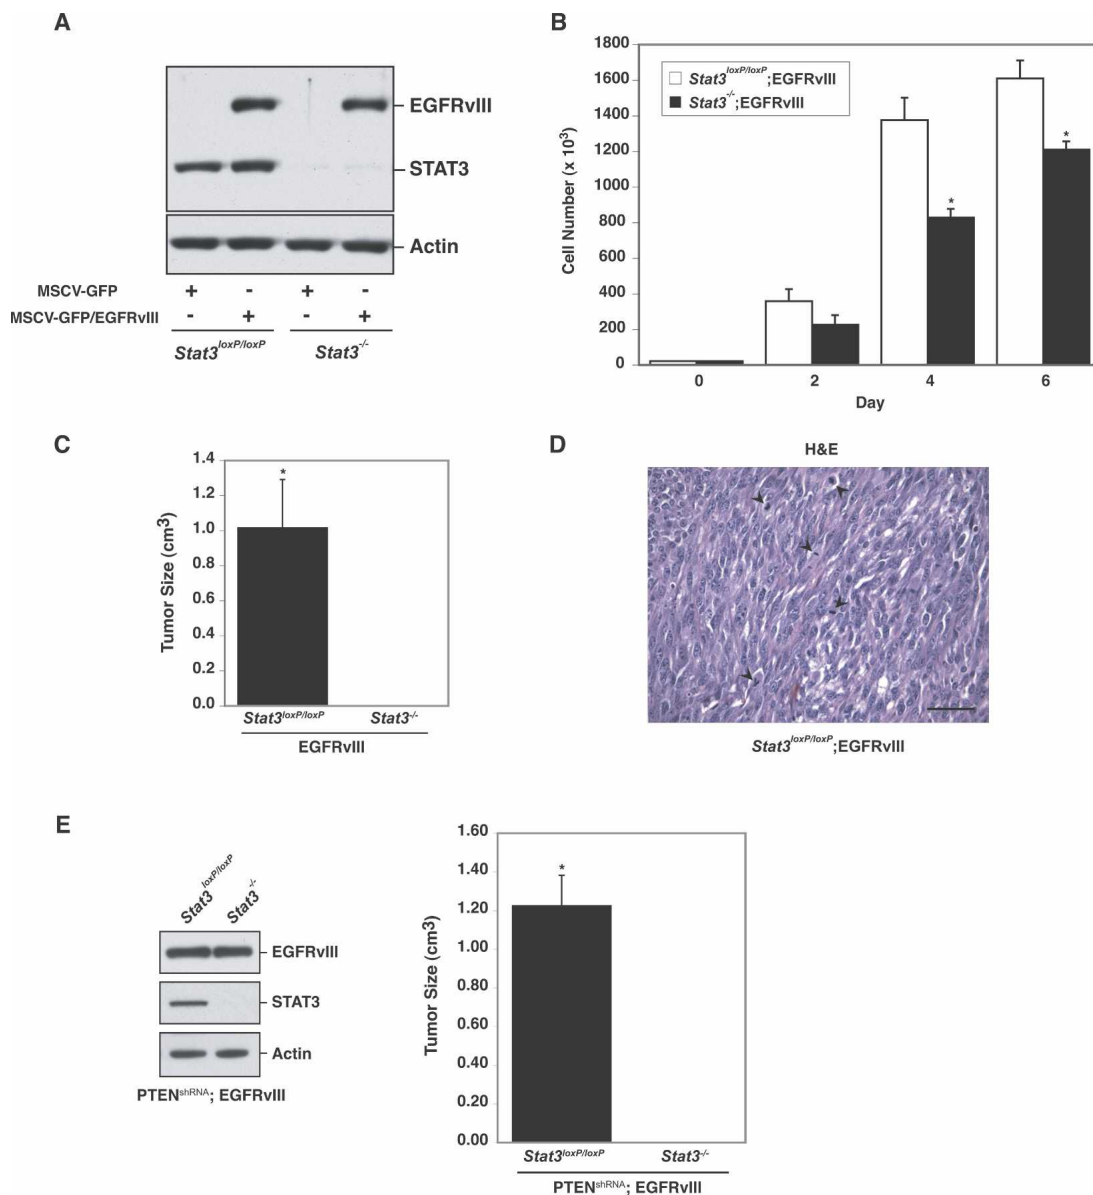 A
EGFRvIII
STAT3
Actin
MSCV-GFP + - + -
MSCV-GFP/EGFRvIII - + - +
Stat3loxP/loxP Stat3-/-
B
1800
1600
1400
1200
1000
800
600
400
200
0
Cell Number (x 10³)
Stat3loxP/loxP;EGFRvIII
Stat3-/-;EGFRvIII
*
*
0 2 4 6
Day
C
1.4
1.2
1.0
0.8
0.6
0.4
0.2
0.0
Tumor Size (cm³)
*
Stat3loxP/loxP Stat3-/-
EGFRvIII
D
H&E
Stat3loxP/loxP;EGFRvIII
E
Stat3loxP/loxP
Stat3-/-
EGFRvIII
STAT3
Actin
PTENshRNA; EGFRvIII
1.60
1.40
1.20
1.00
0.80
0.60
0.40
0.20
0.00
Tumor Size (cm³)
*
Stat3loxP/loxP Stat3-/-
PTENshRNA; EGFRvIII